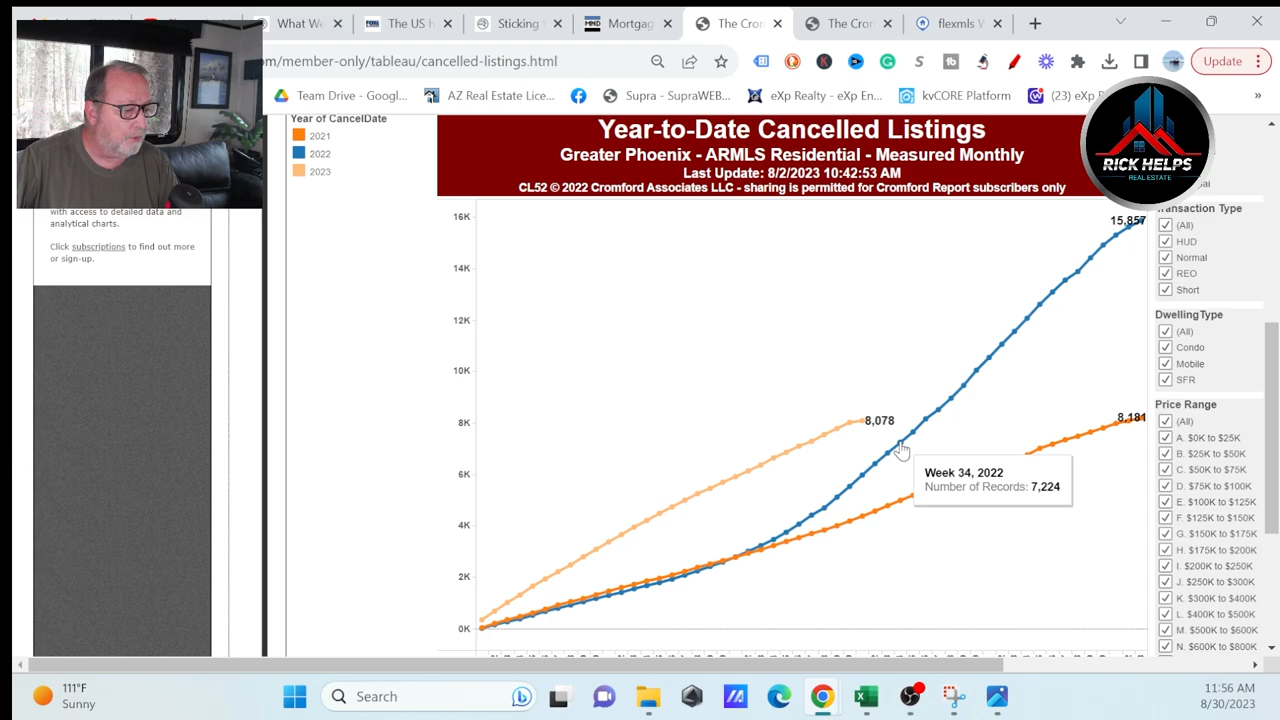 What We
The US h
Sticking
Mortgag
The Cron
The Cron
flexmls W
om/member-only/tableau/cancelled-listings.html
Update
Team Drive - Googl...
AZ Real Estate Lice...
Supra - SupraWEB...
eXp Realty - eXp En...
kvCORE Platform
(23) eXp
»
RICK HELPS
REAL ESTATE
Year of CancelDate
2021
2022
2023
with access to detailed data and
analytical charts.
Click subscriptions to find out more
or sign-up.
Year-to-Date Cancelled Listings
Greater Phoenix - ARMLS Residential - Measured Monthly
Last Update: 8/2/2023 10:42:53 AM
CL52 © 2022 Cromford Associates LLC - sharing is permitted for Cromford Report subscribers only
16K
14K
12K
10K
8K
6K
4K
2K
0K
15,857
8,078
8,181
Week 34, 2022
Number of Records: 7,224
Transaction Type
(All)
HUD
Normal
REO
Short
DwellingType
(All)
Condo
Mobile
SFR
Price Range
(All)
A. $0K to $25K
B. $25K to $50K
C. $50K to $75K
D. $75K to $100K
E. $100K to $125K
F. $125K to $150K
G. $150K to $175K
H. $175K to $200K
I. $200K to $250K
J. $250K to $300K
K. $300K to $400K
L. $400K to $500K
M. $500K to $600K
N. $600K to $800K
111°F
Sunny
Search
11:56 AM
8/30/2023